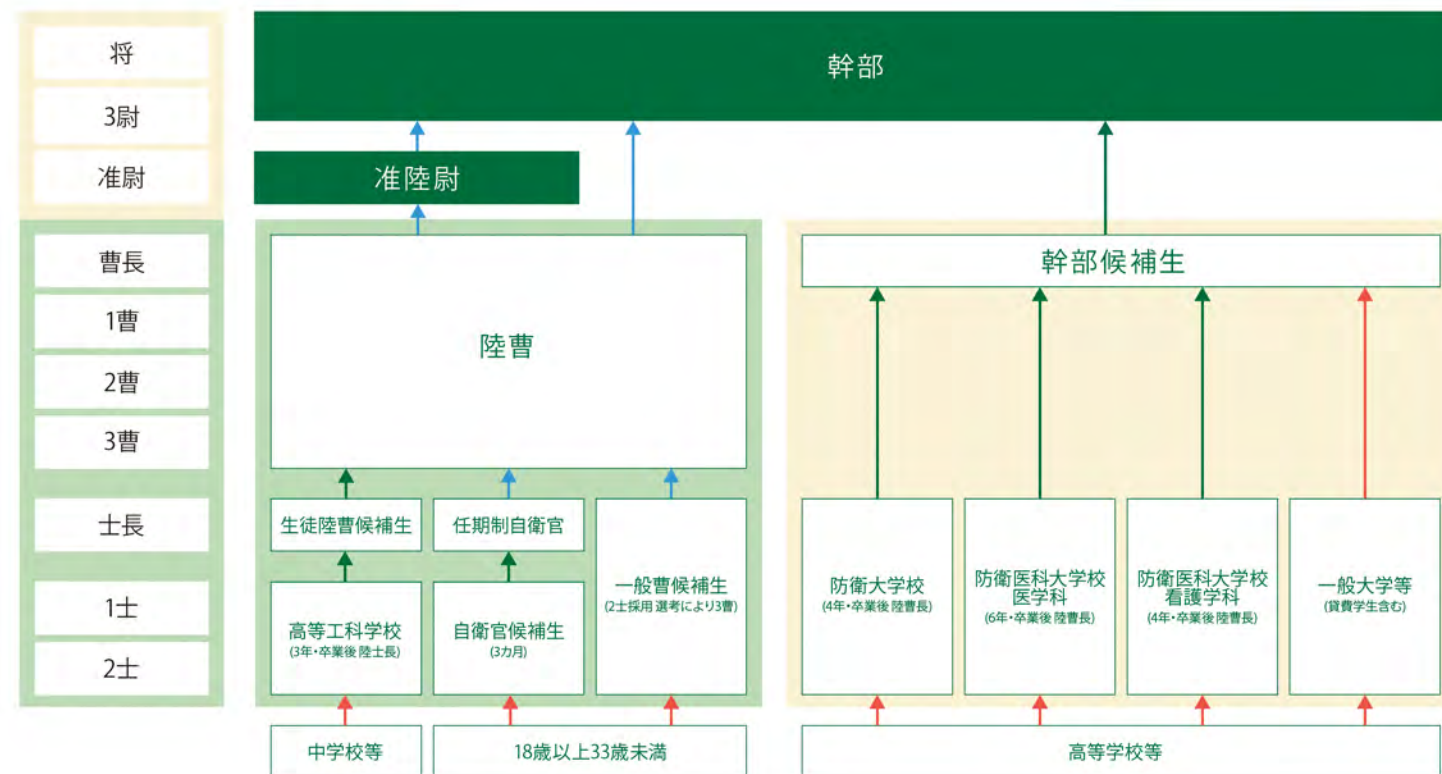 将
3尉
准尉
曹長
1曹
2曹
3曹
士長
1士
2士
幹部
准陸尉
陸曹
幹部候補生
生徒陸曹候補生
任期制自衛官
一般曹候補生
(2士採用 選考により3曹)
高等工科学校
(3年・卒業後 陸士長)
自衛官候補生
(3カ月)
防衛大学校
(4年・卒業後 陸曹長)
防衛医科大学校
医学科
(6年・卒業後 陸曹長)
防衛医科大学校
看護学科
(4年・卒業後 陸曹長)
一般大学等
(貸費学生含む)
中学校等
18歳以上33歳未満
高等学校等